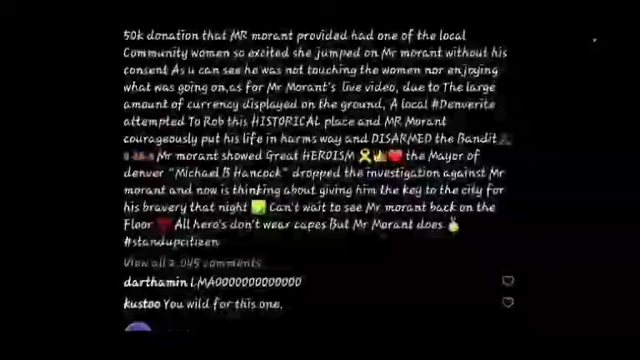 50k donation that MR morant provided had one of the local
Community women so excited she jumped on Mr morant without his
consent As u can see he was not touching the women nor enjoying
what was going on,as for Mr Morant's live video, due to The large
amount of currency displayed on the ground, A local #Denverite
attempted To Rob this HISTORICAL place and MR Morant
courageously put his life in harms way and DISARMED the Bandit
Mr morant showed Great HEROISM 🎗️ ❤️ the Mayor of
denver "Michael B Hancock" dropped the investigation against Mr
morant and now is thinking about giving him the key to the city for
his bravery that night ✅ Can't wait to see Mr morant back on the
Floor ❤️ All hero's don't wear capes But Mr Morant does
#standupcitizen
View all 2,045 comments
darthamin LMAOOOOOOOOOOOOO
kustoo You wild for this one.